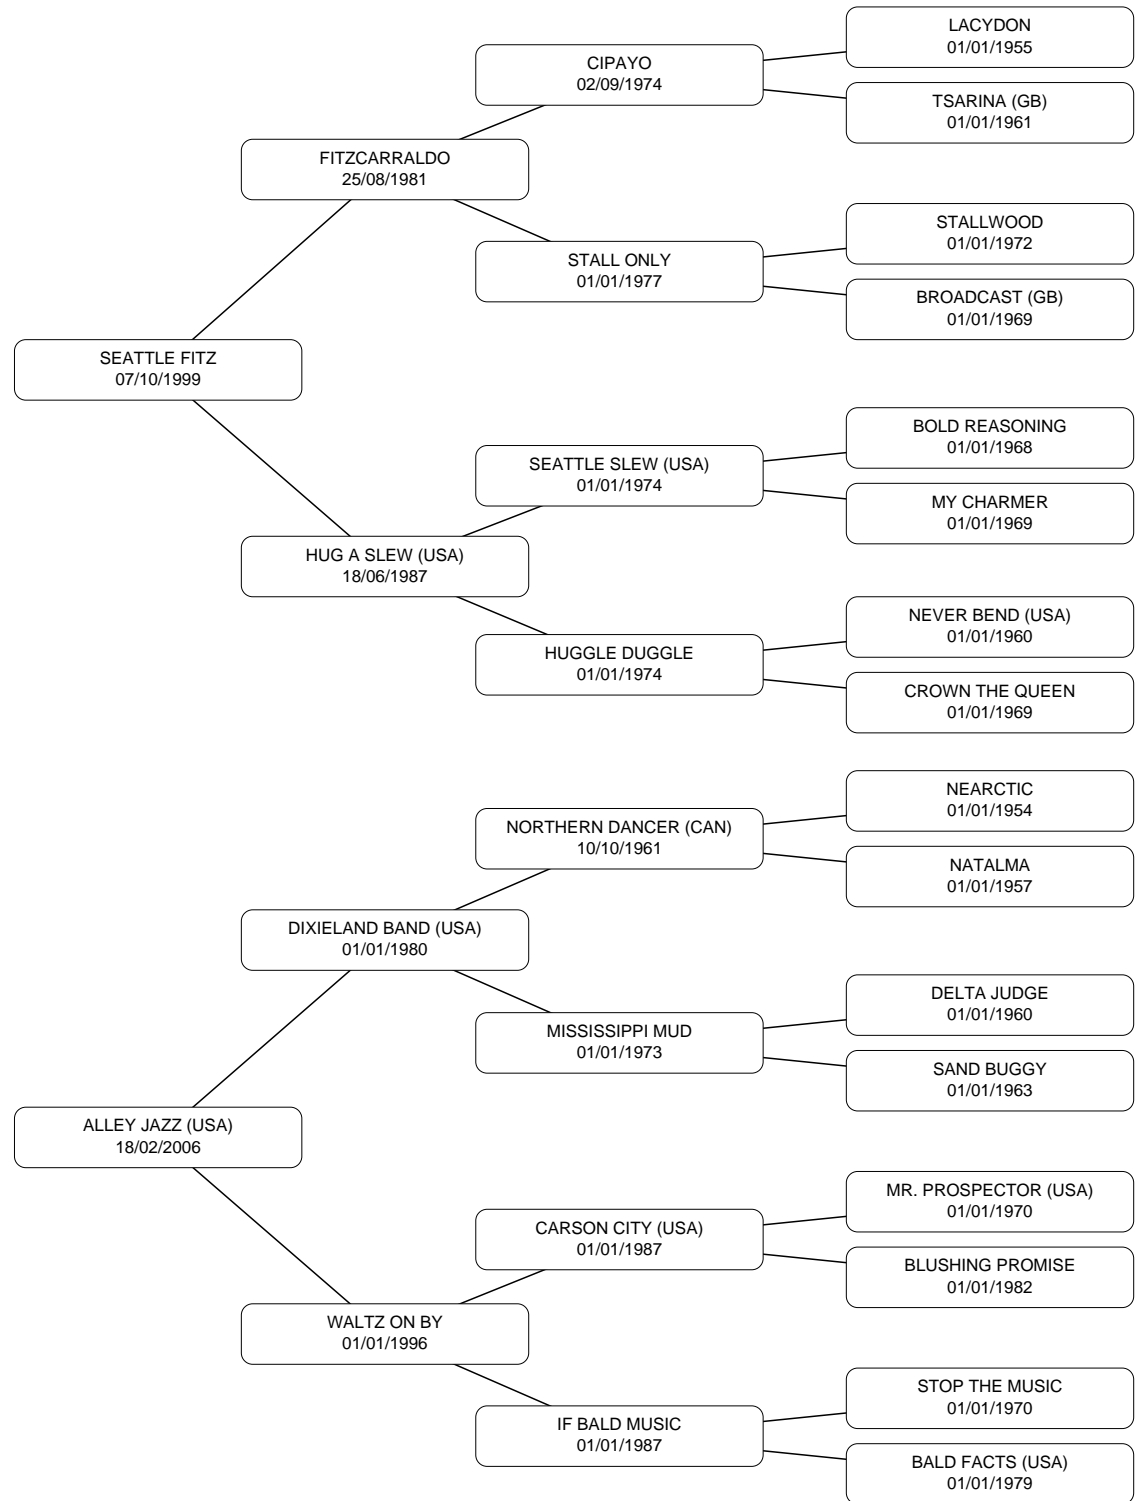 LACYDON
01/01/1955
CIPAYO
02/09/1974
TSARINA (GB)
01/01/1961
FITZCARRALDO
25/08/1981
STALLWOOD
01/01/1972
STALL ONLY
01/01/1977
BROADCAST (GB)
01/01/1969
SEATTLE FITZ
07/10/1999
BOLD REASONING
01/01/1968
SEATTLE SLEW (USA)
01/01/1974
MY CHARMER
01/01/1969
HUG A SLEW (USA)
18/06/1987
NEVER BEND (USA)
01/01/1960
HUGGLE DUGGLE
01/01/1974
CROWN THE QUEEN
01/01/1969
NEARCTIC
01/01/1954
NORTHERN DANCER (CAN)
10/10/1961
NATALMA
01/01/1957
DIXIELAND BAND (USA)
01/01/1980
DELTA JUDGE
01/01/1960
MISSISSIPPI MUD
01/01/1973
SAND BUGGY
01/01/1963
ALLEY JAZZ (USA)
18/02/2006
MR. PROSPECTOR (USA)
01/01/1970
CARSON CITY (USA)
01/01/1987
BLUSHING PROMISE
01/01/1982
WALTZ ON BY
01/01/1996
STOP THE MUSIC
01/01/1970
IF BALD MUSIC
01/01/1987
BALD FACTS (USA)
01/01/1979